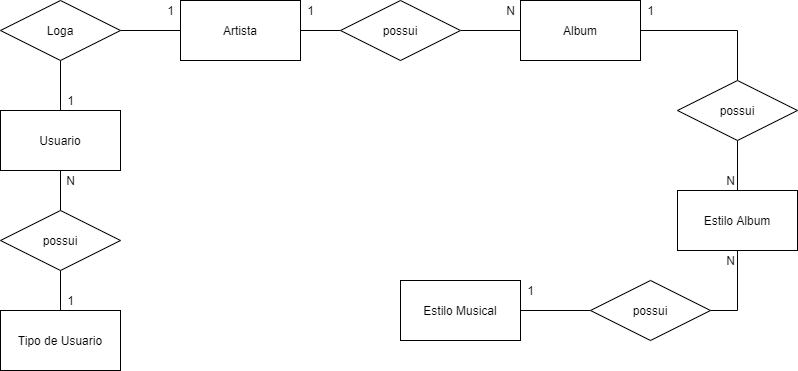 1
1
N
1
Loga
Artista
possui
Album
1
possui
Usuario
N
N
Estilo Album
possui
N
1
1
Estilo Musical
possui
Tipo de Usuario